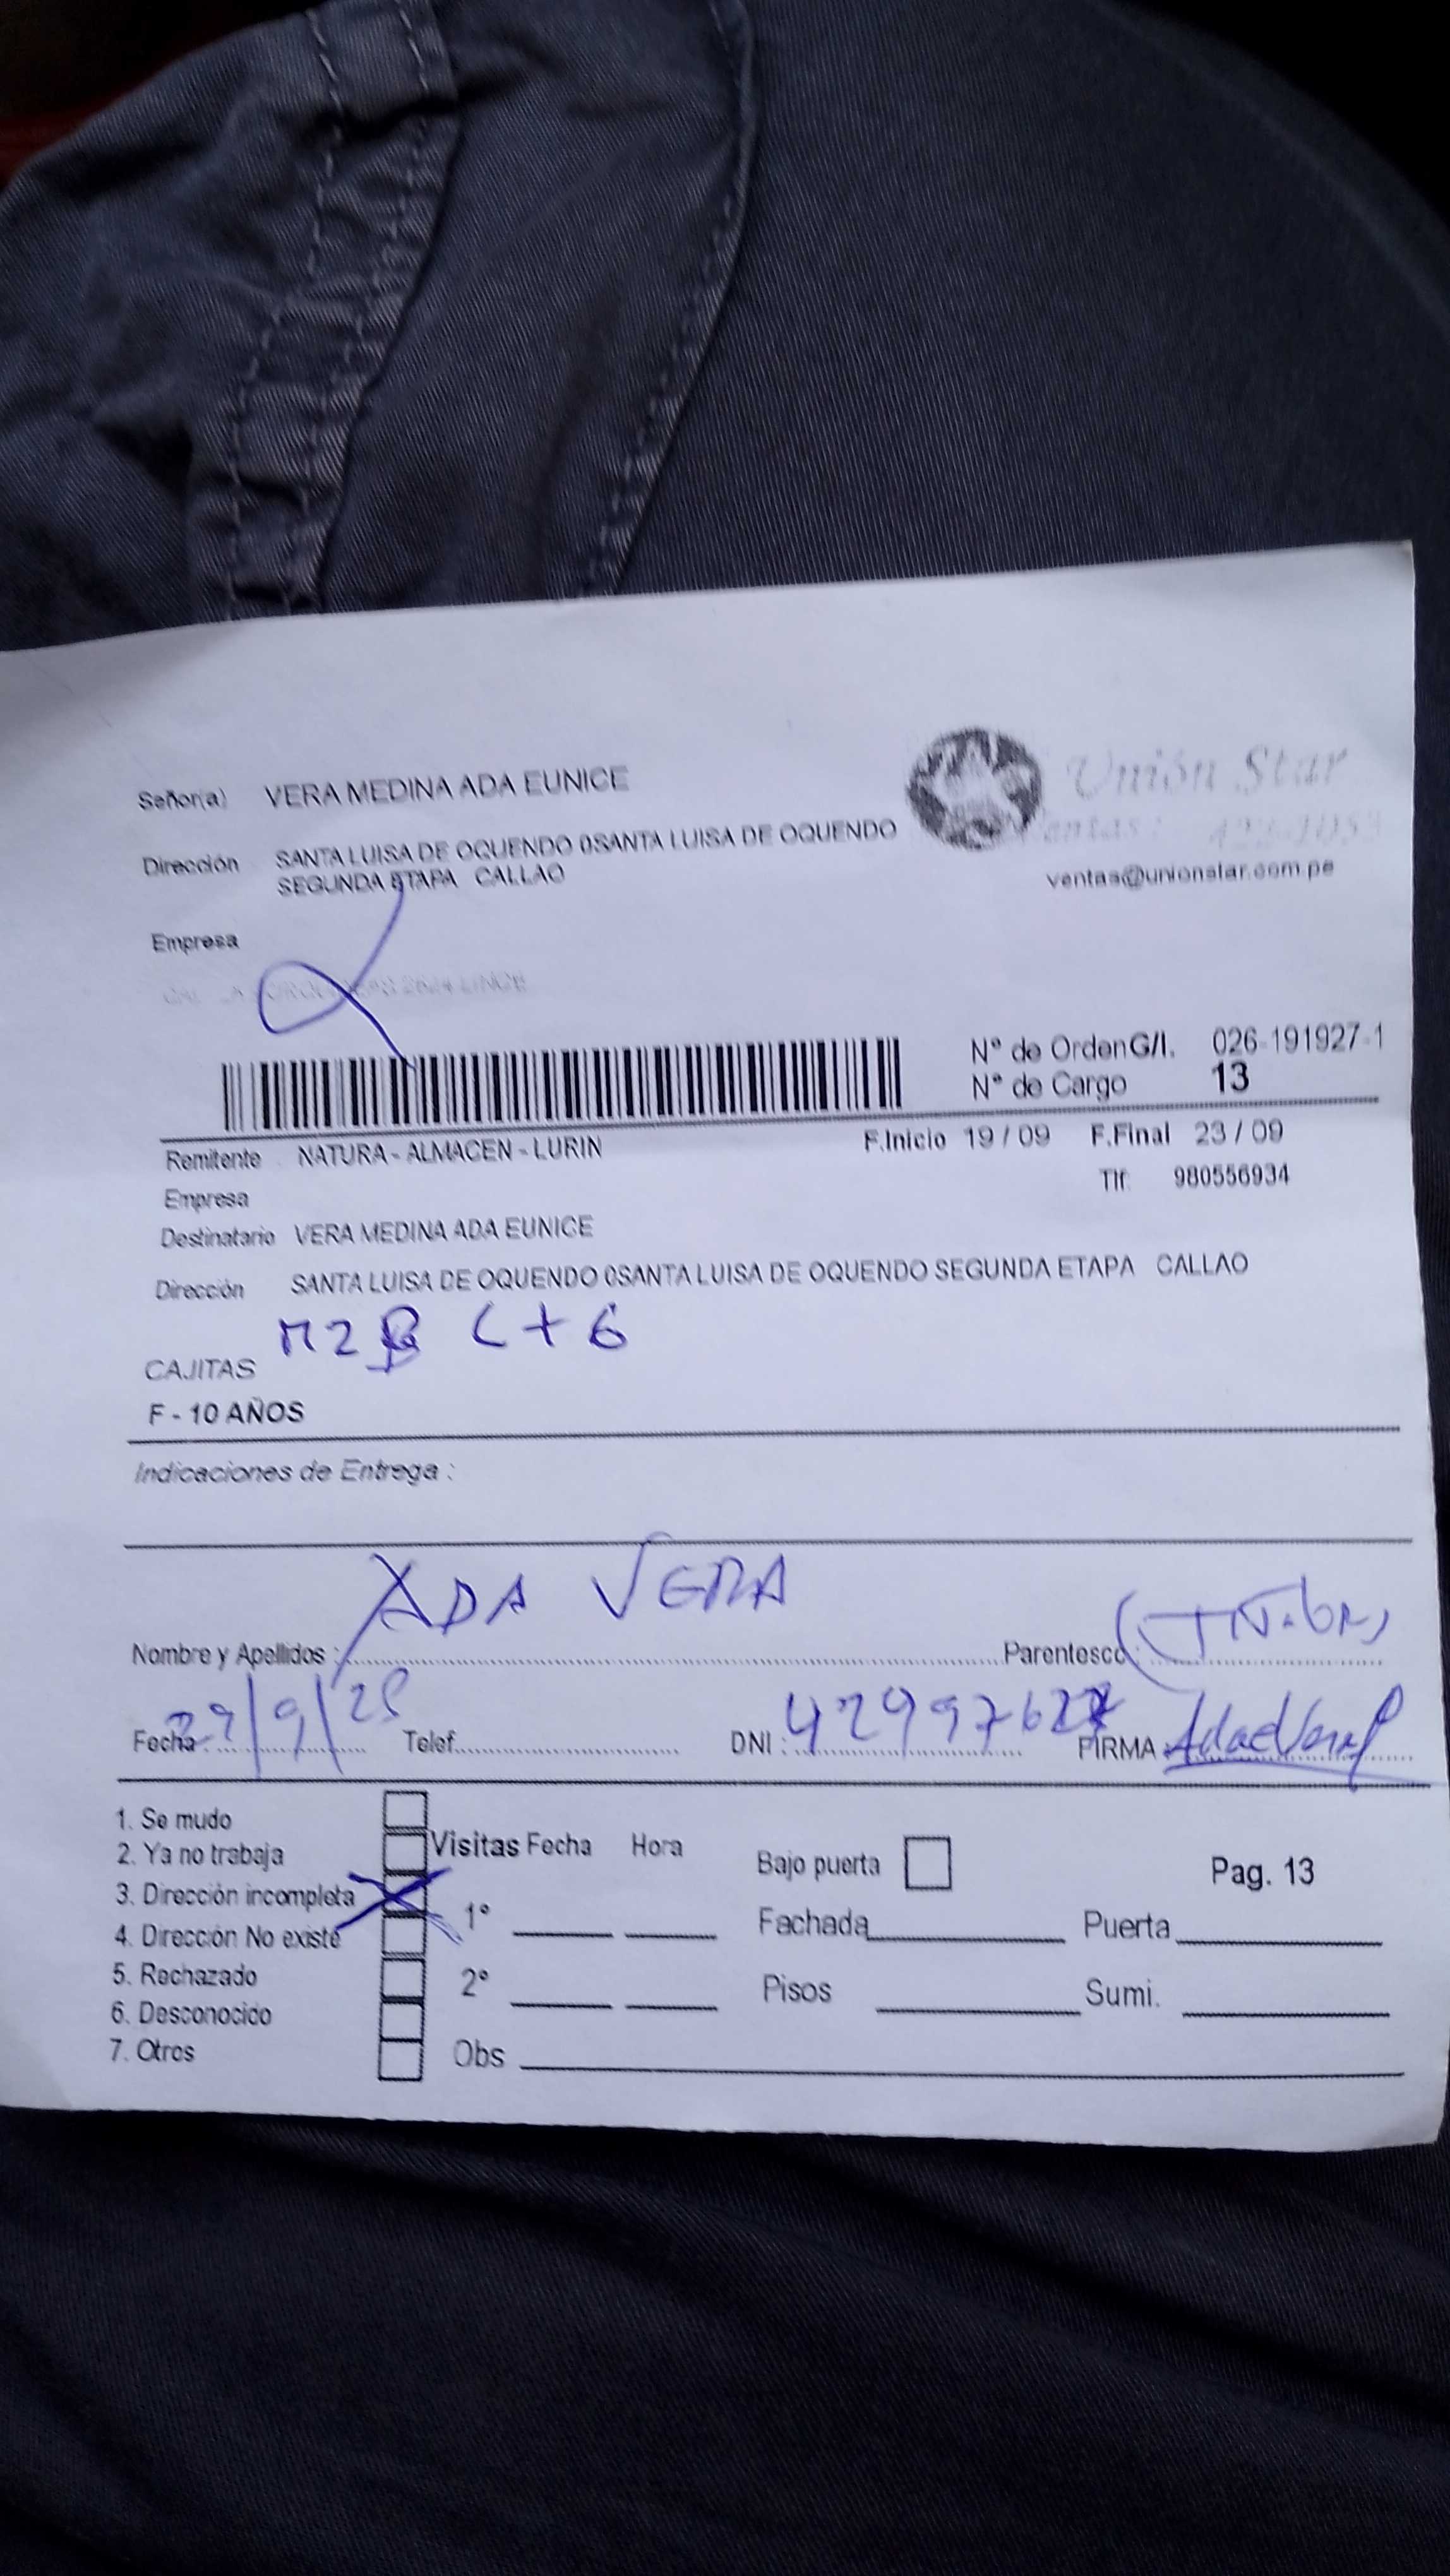 Señor(a) VERA MEDINA ADA EUNICE
Unión Star
Dirección SANTA LUISA DE OQUENDO 0SANTA LUISA DE OQUENDO
SEGUNDA ETAPA CALLAO
ventas@unionstar.com.pe
Empresa
N° de Orden G/I. 026-191927-1
N° de Cargo 13
Remitente NATURA - ALMACEN - LURIN F.Inicio 19 / 09 F.Final 23 / 09
Empresa Tlf: 980556934
Destinatario VERA MEDINA ADA EUNICE
Dirección SANTA LUISA DE OQUENDO 0SANTA LUISA DE OQUENDO SEGUNDA ETAPA CALLAO
CAJITAS
F - 10 AÑOS
Indicaciones de Entrega :
ADA VERA
Nombre y Apellidos : Parentesco :
Fecha : Telef. DNI : FIRMA :
1. Se mudo
2. Ya no trabaja
3. Dirección incompleta
4. Dirección No existe
5. Rechazado
6. Desconocido
7. Otros
Visitas Fecha Hora
1°
2°
Obs
Bajo puerta Pag. 13
Fachada Puerta
Pisos Sumi.